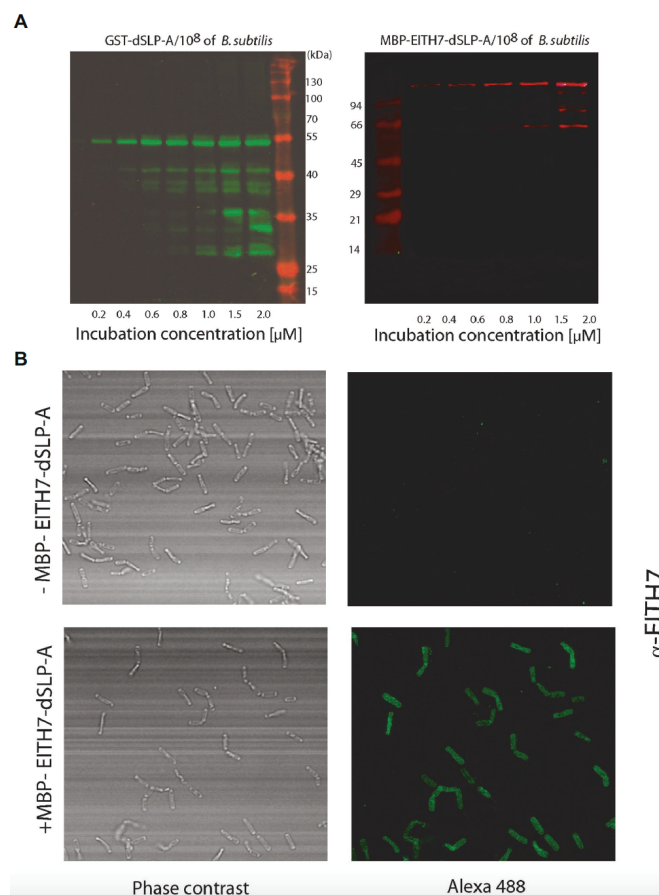 A
GST-dSLP-A/10⁸ of B. subtilis
(kDa)
130
100
70
55
40
35
25
15
0.2 0.4 0.6 0.8 1.0 1.5 2.0
Incubation concentration [µM]
MBP-EITH7-dSLP-A/10⁸ of B. subtilis
94
66
45
29
21
14
0.2 0.4 0.6 0.8 1.0 1.5 2.0
Incubation concentration [µM]
B
- MBP- EITH7-dSLP-A
+MBP- EITH7-dSLP-A
α-EITH7
Phase contrast
Alexa 488